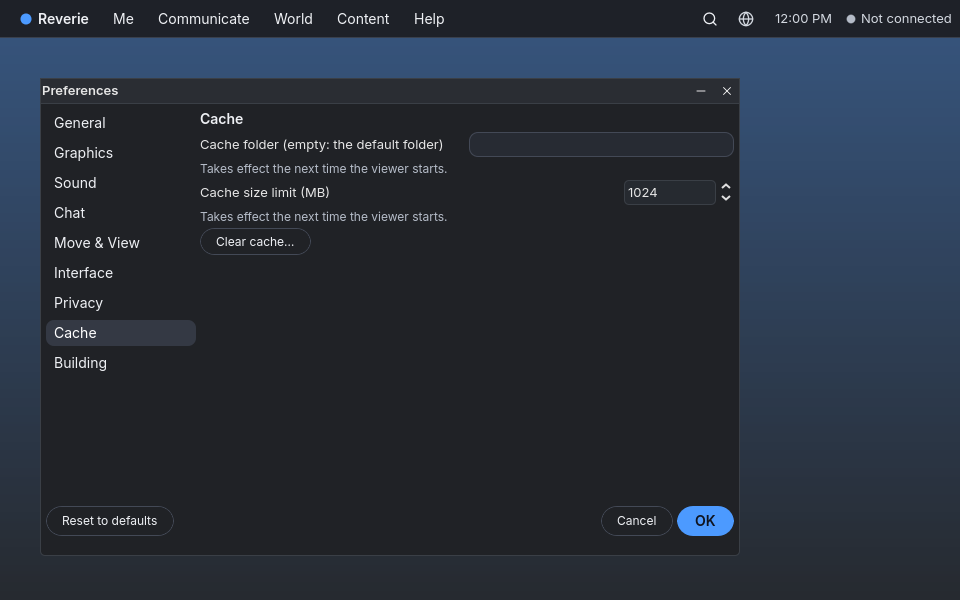 Reverie Me Communicate World Content Help 12:00 PM Not connected
Preferences
General
Graphics
Sound
Chat
Move & View
Interface
Privacy
Cache
Building
Cache
Cache folder (empty: the default folder)
Takes effect the next time the viewer starts.
Cache size limit (MB) 1024
Takes effect the next time the viewer starts.
Clear cache...
Reset to defaults Cancel OK